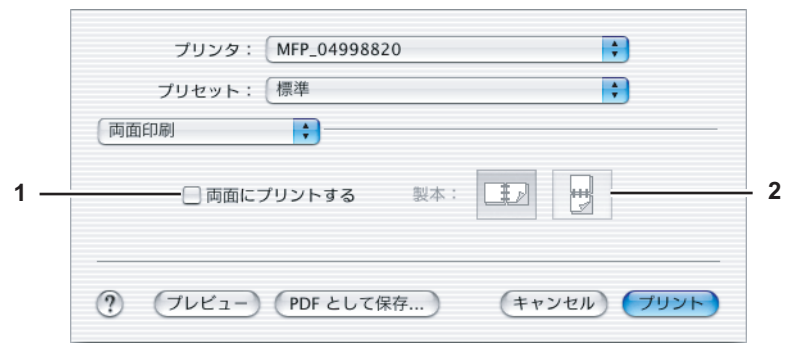 プリンタ： MFP_04998820
プリセット： 標準
両面印刷
1 両面にプリントする 製本： 2
? プレビュー PDF として保存... キャンセル プリント